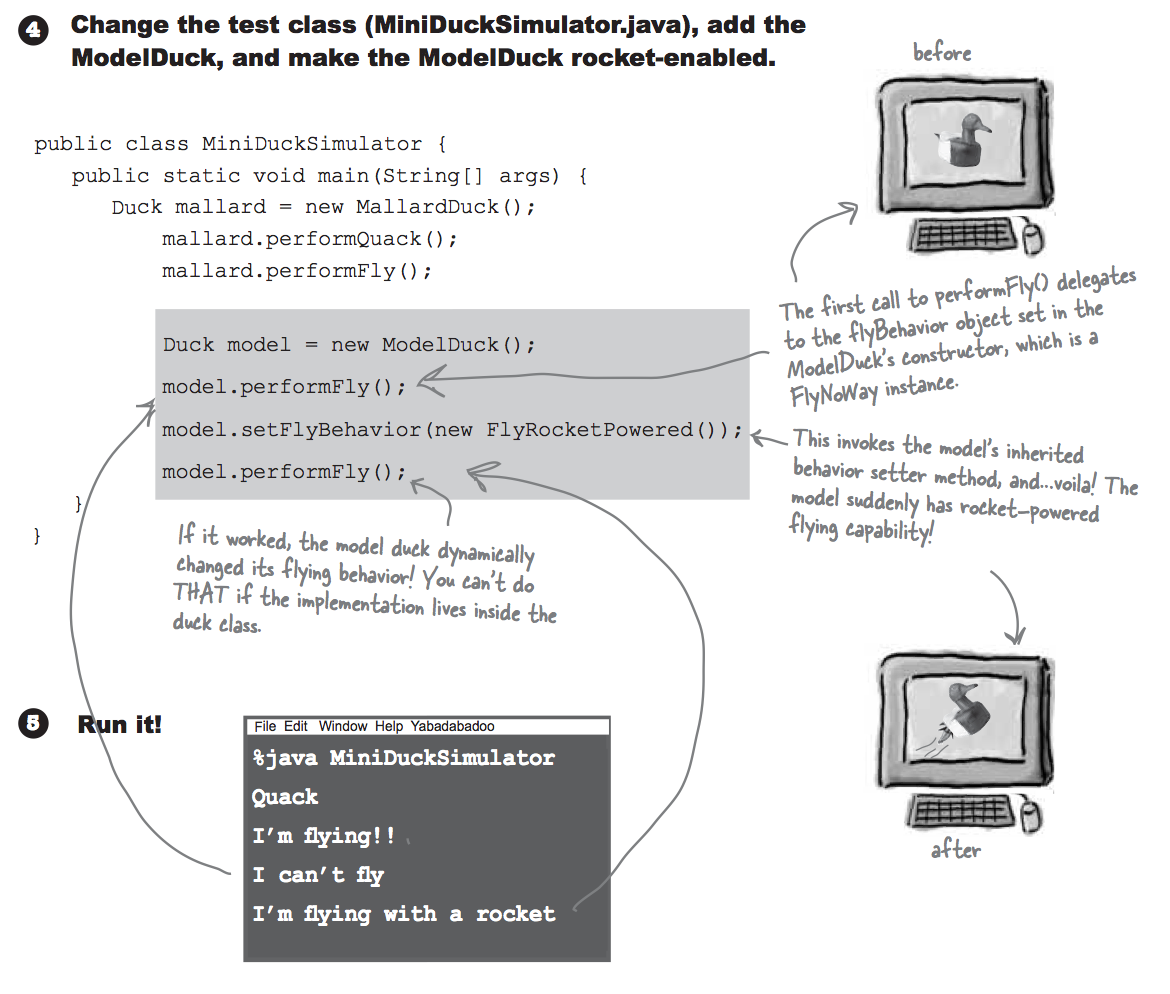 4 Change the test class (MiniDuckSimulator.java), add the
ModelDuck, and make the ModelDuck rocket-enabled.
before
public class MiniDuckSimulator {
public static void main(String[] args) {
Duck mallard = new MallardDuck();
mallard.performQuack();
mallard.performFly();
Duck model = new ModelDuck();
model.performFly();
model.setFlyBehavior(new FlyRocketPowered());
model.performFly();
}
}
The first call to performFly() delegates
to the flyBehavior object set in the
ModelDuck's constructor, which is a
FlyNoWay instance.
This invokes the model's inherited
behavior setter method, and...voila! The
model suddenly has rocket-powered
flying capability!
If it worked, the model duck dynamically
changed its flying behavior! You can't do
THAT if the implementation lives inside the
duck class.
5 Run it!
File Edit Window Help Yabadabadoo
%java MiniDuckSimulator
Quack
I'm flying!!
I can't fly
I'm flying with a rocket
after